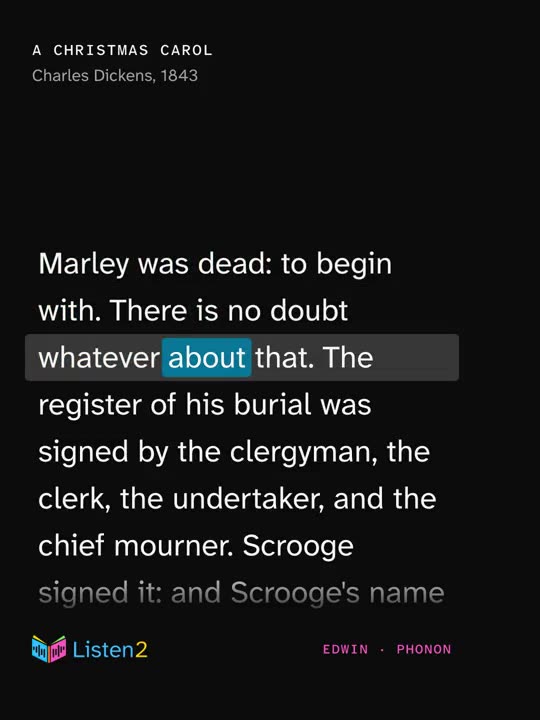 A CHRISTMAS CAROL
Charles Dickens, 1843
Marley was dead: to begin
with. There is no doubt
whatever about that. The
register of his burial was
signed by the clergyman, the
clerk, the undertaker, and the
chief mourner. Scrooge
signed it: and Scrooge's name
Listen2
EDWIN · PHONON